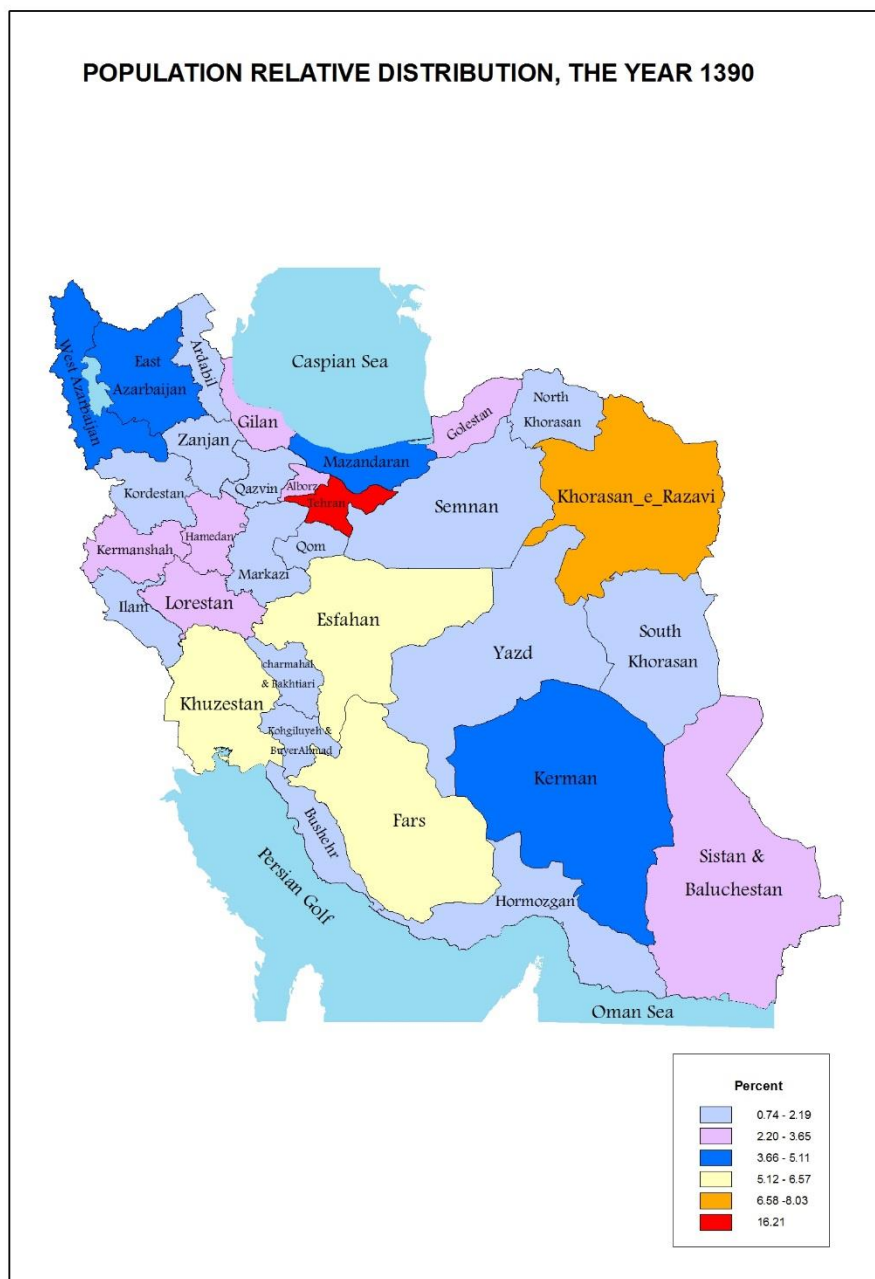 POPULATION RELATIVE DISTRIBUTION, THE YEAR 1390
Caspian Sea
West Azarbaijan
East
Azarbaijan
Ardabil
Gilan
Golestan
North
Khorasan
Zanjan
Mazandaran
Khorasan_e_Razavi
Kordestan
Qazvin
Alborz
Tehran
Semnan
Kermanshah
Hamedan
Qom
Markazi
Ilam
Lorestan
Esfahan
Yazd
South
Khorasan
Khuzestan
charmahal
& Bakhtiari
Kohgiluyeh &
BuyerAhmad
Kerman
Fars
Bushehr
Sistan &
Baluchestan
Persian Golf
Hormozgan
Oman Sea
Percent
0.74 - 2.19
2.20 - 3.65
3.66 - 5.11
5.12 - 6.57
6.58 - 8.03
16.21